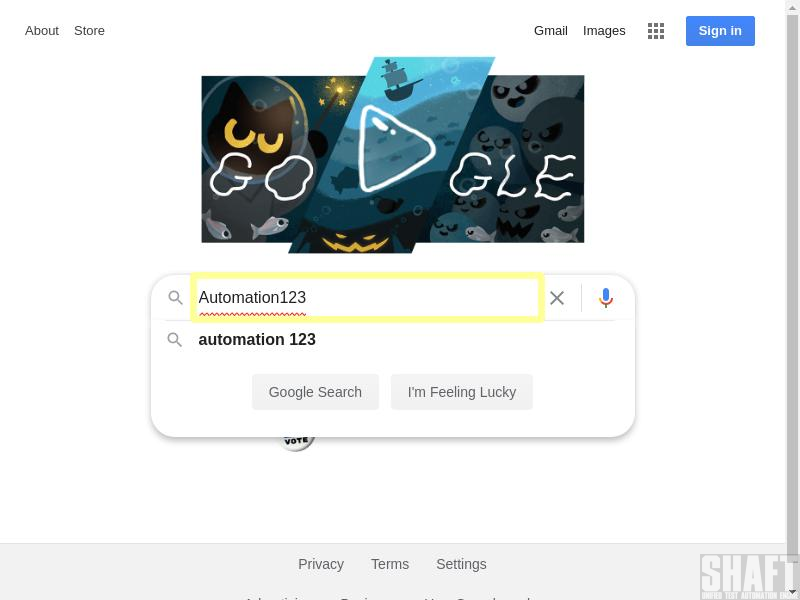 About Store
Gmail Images Sign in
GO GLE
Automation123
automation 123
Google Search I'm Feeling Lucky
VOTE
Privacy Terms Settings
SHAFT